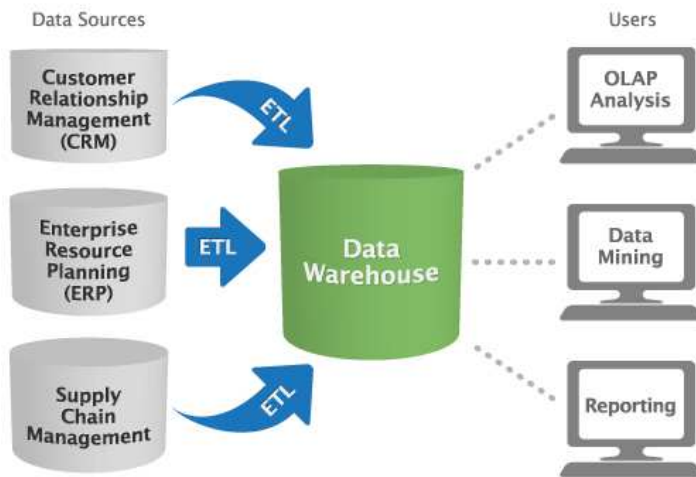 Data Sources
Users
Customer
Relationship
Management
(CRM)
ETL
OLAP
Analysis
Enterprise
Resource
Planning
(ERP)
ETL
Data
Warehouse
Data
Mining
Supply
Chain
Management
ETL
Reporting